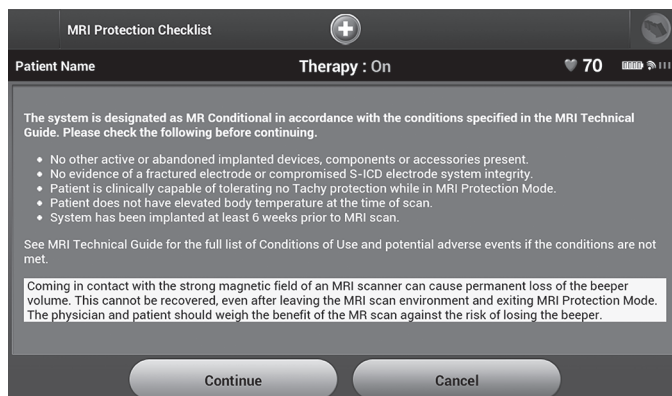 MRI Protection Checklist
Patient Name
Therapy : On
70
The system is designated as MR Conditional in accordance with the conditions specified in the MRI Technical
Guide. Please check the following before continuing.
• No other active or abandoned implanted devices, components or accessories present.
• No evidence of a fractured electrode or compromised S-ICD electrode system integrity.
• Patient is clinically capable of tolerating no Tachy protection while in MRI Protection Mode.
• Patient does not have elevated body temperature at the time of scan.
• System has been implanted at least 6 weeks prior to MRI scan.
See MRI Technical Guide for the full list of Conditions of Use and potential adverse events if the conditions are not
met.
Coming in contact with the strong magnetic field of an MRI scanner can cause permanent loss of the beeper
volume. This cannot be recovered, even after leaving the MRI scan environment and exiting MRI Protection Mode.
The physician and patient should weigh the benefit of the MR scan against the risk of losing the beeper.
Continue
Cancel